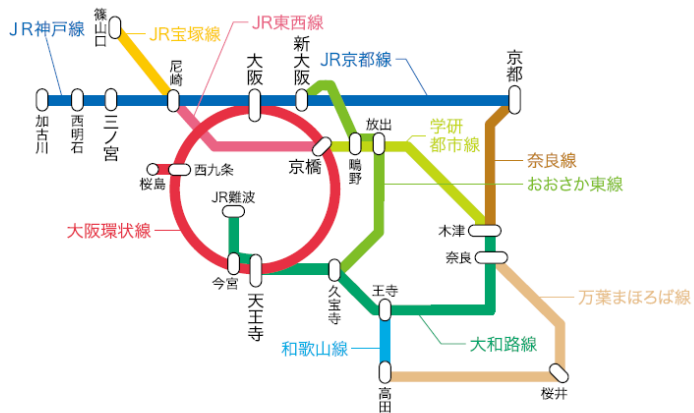 JR神戸線
篠山口
JR宝塚線
JR東西線
尼崎
大阪
新大阪
JR京都線
京都
加古川
西明石
三ノ宮
放出
学研
都市線
京橋
鴫野
奈良線
西九条
桜島
おおさか東線
JR難波
大阪環状線
木津
奈良
今宮
天王寺
久宝寺
王寺
万葉まほろば線
和歌山線
大和路線
高田
桜井